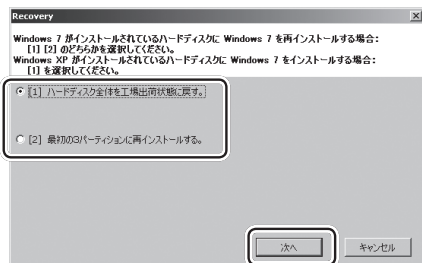 Recovery
Windows 7 がインストールされているハードディスクに Windows 7 を再インストールする場合:
[1] [2] のどちらかを選択してください。
Windows XP がインストールされているハードディスクに Windows 7 をインストールする場合:
[1] を選択してください。
[1] ハードディスク全体を工場出荷状態に戻す。
[2] 最初の3パーティションに再インストールする。
次へ
キャンセル